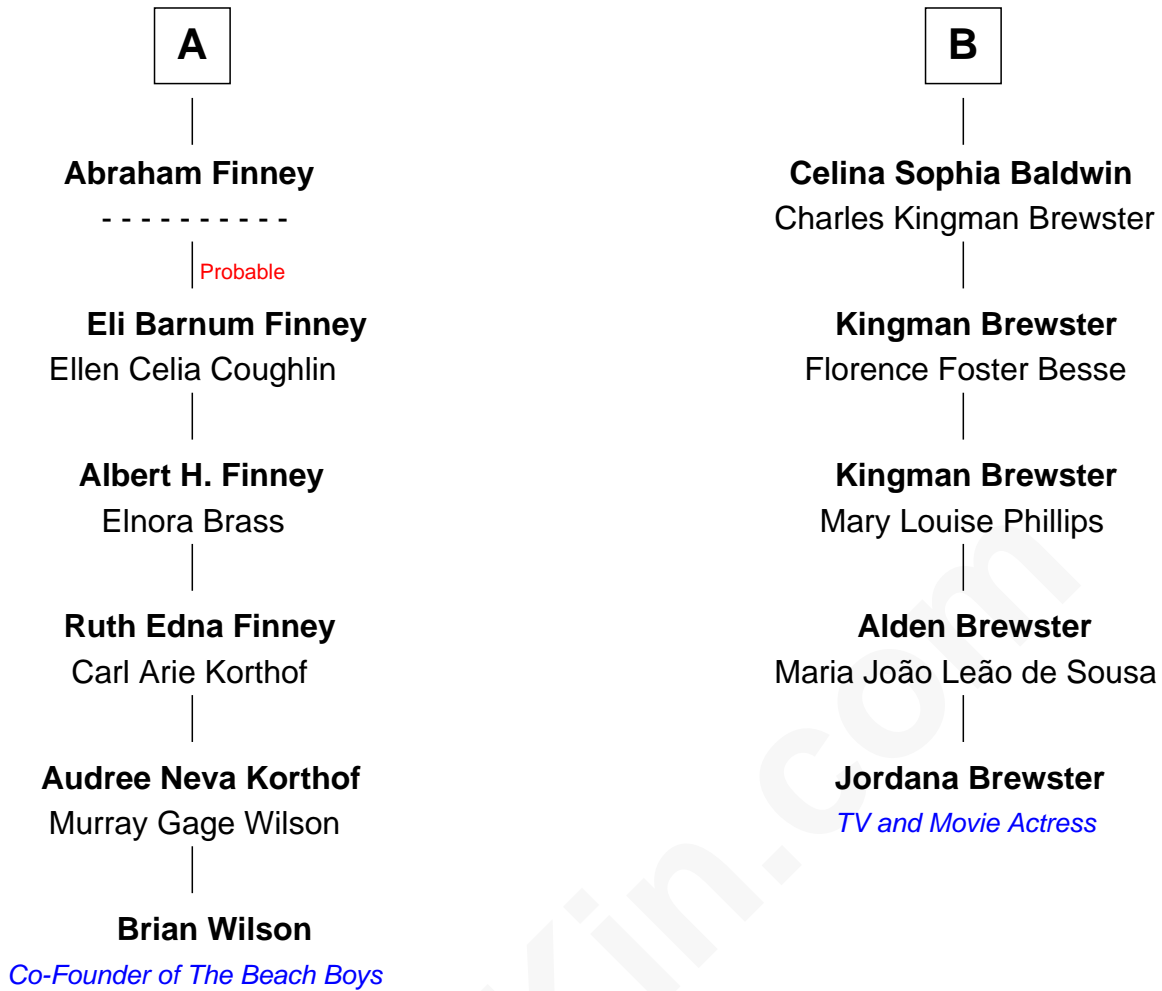 A
Abraham Finney
- - - - - - - - - -
Probable
Eli Barnum Finney
Ellen Celia Coughlin
Albert H. Finney
Elnora Brass
Ruth Edna Finney
Carl Arie Korthof
Audree Neva Korthof
Murray Gage Wilson
Brian Wilson
Co-Founder of The Beach Boys
B
Celina Sophia Baldwin
Charles Kingman Brewster
Kingman Brewster
Florence Foster Besse
Kingman Brewster
Mary Louise Phillips
Alden Brewster
Maria João Leão de Sousa
Jordana Brewster
TV and Movie Actress
Kin.com